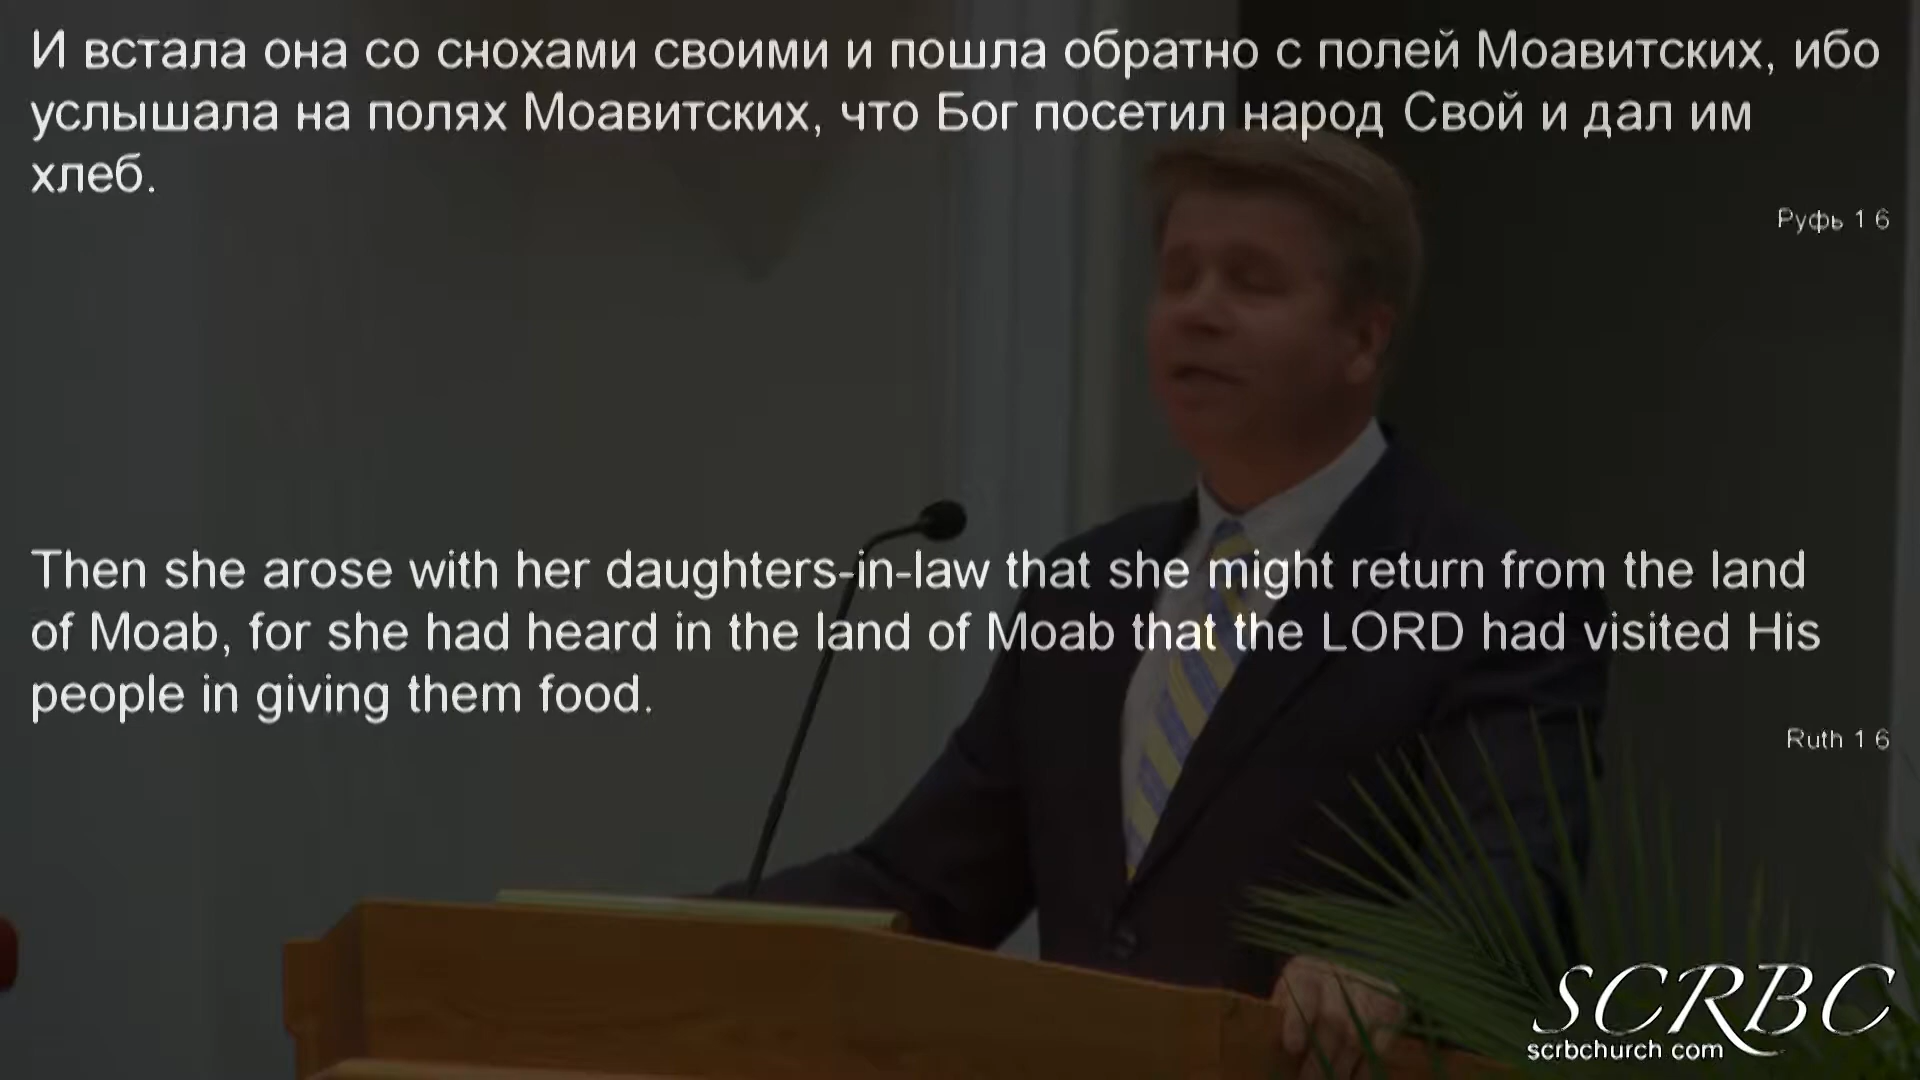 И встала она со снохами своими и пошла обратно с полей Моавитских, ибо
услышала на полях Моавитских, что Бог посетил народ Свой и дал им
хлеб.
Руфь 1 6
Then she arose with her daughters-in-law that she might return from the land
of Moab, for she had heard in the land of Moab that the LORD had visited His
people in giving them food.
Ruth 1 6
SCRBC
scrbchurch com